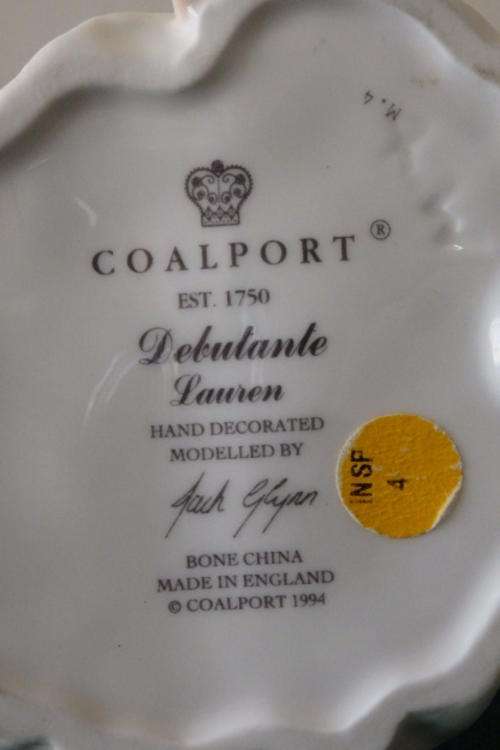 M.4
COALPORT®
EST. 1750
Debutante
Lauren
HAND DECORATED
MODELLED BY
Jack Glynn
INSP
4
BONE CHINA
MADE IN ENGLAND
© COALPORT 1994